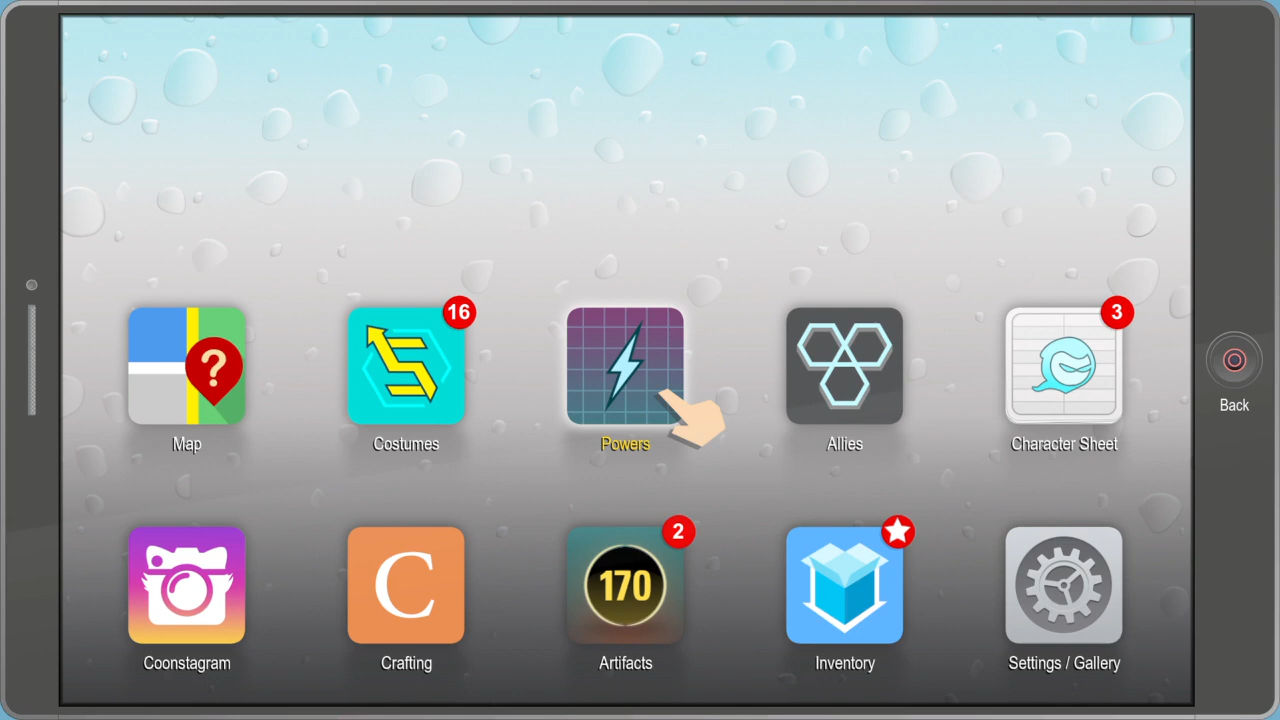 16
3
?
Map
Costumes
Powers
Allies
Character Sheet
Back
2
C
170
Coonstagram
Crafting
Artifacts
Inventory
Settings / Gallery